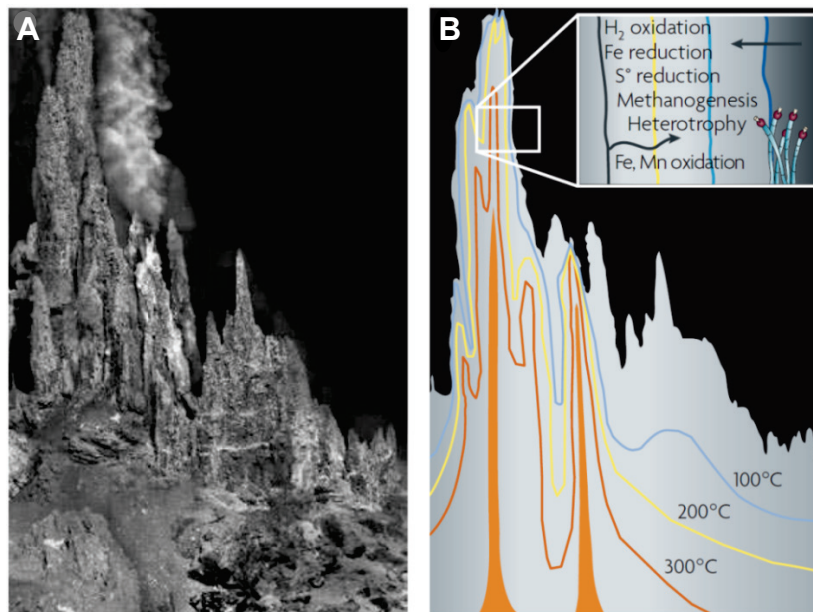 A
B
H₂ oxidation
Fe reduction
S° reduction
Methanogenesis
Heterotrophy
Fe, Mn oxidation
100°C
200°C
300°C